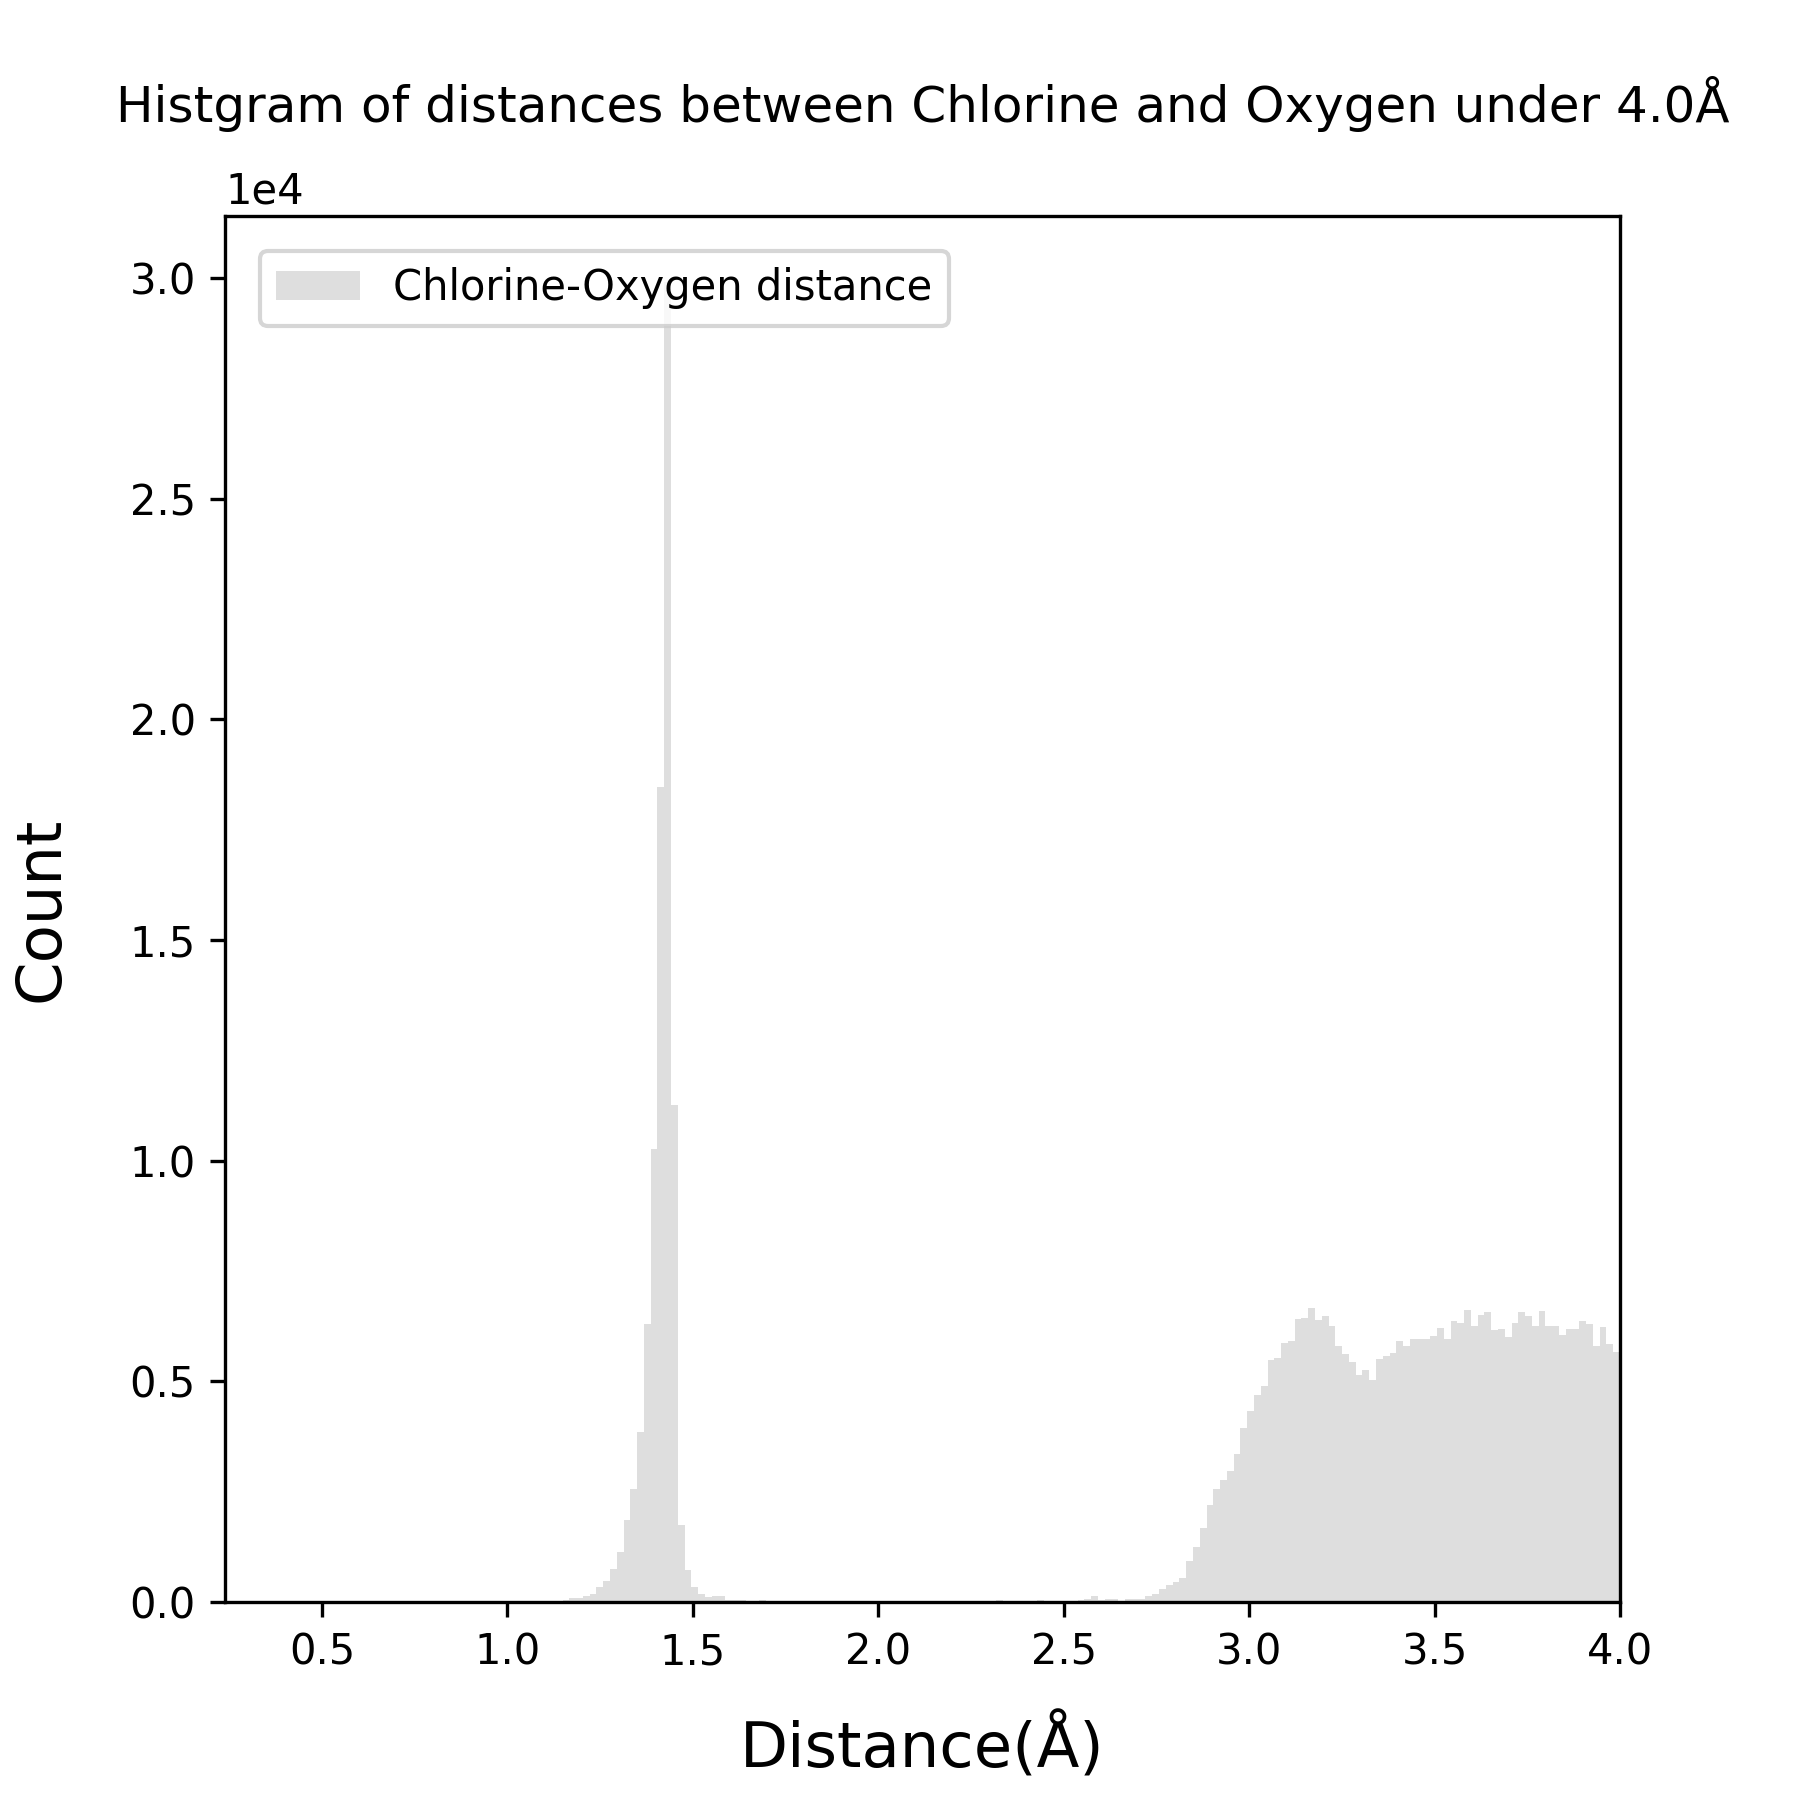 Histgram of distances between Chlorine and Oxygen under 4.0Å
1e4
Chlorine-Oxygen distance
3.0
2.5
2.0
1.5
1.0
0.5
0.0
Count
0.5 1.0 1.5 2.0 2.5 3.0 3.5 4.0
Distance(Å)